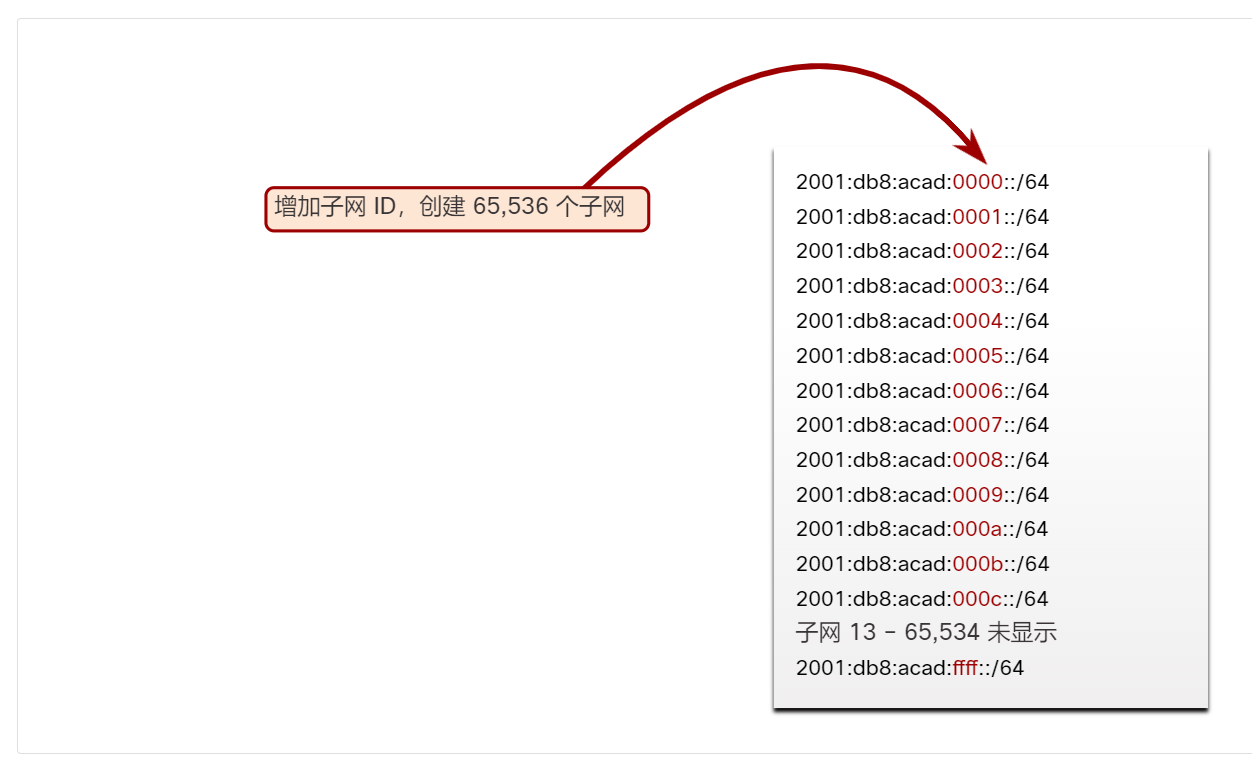 增加子网 ID，创建 65,536 个子网
2001:db8:acad:0000::/64
2001:db8:acad:0001::/64
2001:db8:acad:0002::/64
2001:db8:acad:0003::/64
2001:db8:acad:0004::/64
2001:db8:acad:0005::/64
2001:db8:acad:0006::/64
2001:db8:acad:0007::/64
2001:db8:acad:0008::/64
2001:db8:acad:0009::/64
2001:db8:acad:000a::/64
2001:db8:acad:000b::/64
2001:db8:acad:000c::/64
子网 13 – 65,534 未显示
2001:db8:acad:ffff::/64